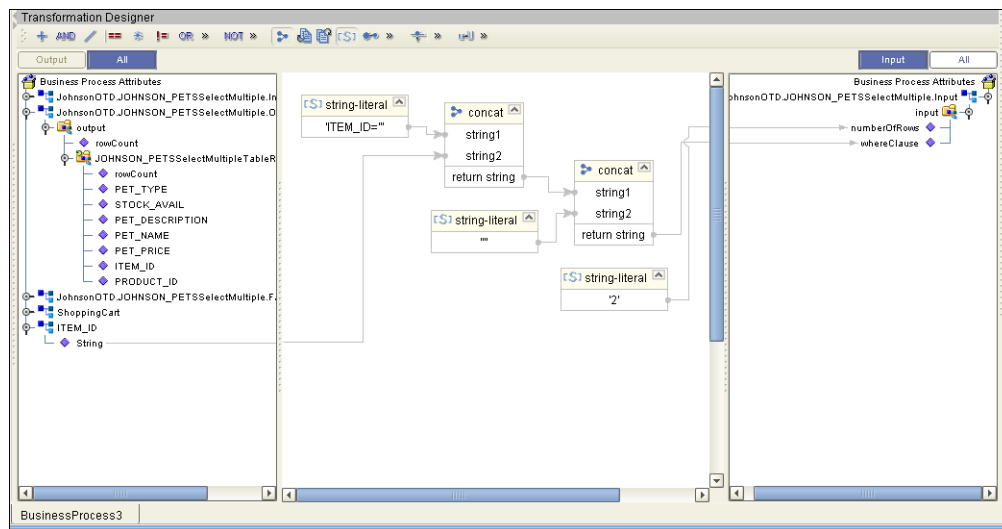 Transformation Designer
AND == != OR » NOT » [S] » » »
Output All
Input All
Business Process Attributes
JohnsonOTD.JOHNSON_PETSSelectMultiple.In
JohnsonOTD.JOHNSON_PETSSelectMultiple.O
output
rowCount
JOHNSON_PETSSelectMultipleTableR
rowCount
PET_TYPE
STOCK_AVAIL
PET_DESCRIPTION
PET_NAME
PET_PRICE
ITEM_ID
PRODUCT_ID
JohnsonOTD.JOHNSON_PETSSelectMultiple.F.
ShoppingCart
ITEM_ID
String
[S] string-literal
'ITEM_ID='"
concat
string1
string2
return string
[S] string-literal
""
concat
string1
string2
return string
[S] string-literal
'2'
Business Process Attributes
ohnsonOTD.JOHNSON_PETSSelectMultiple.Input
input
numberOfRows
whereClause
BusinessProcess3